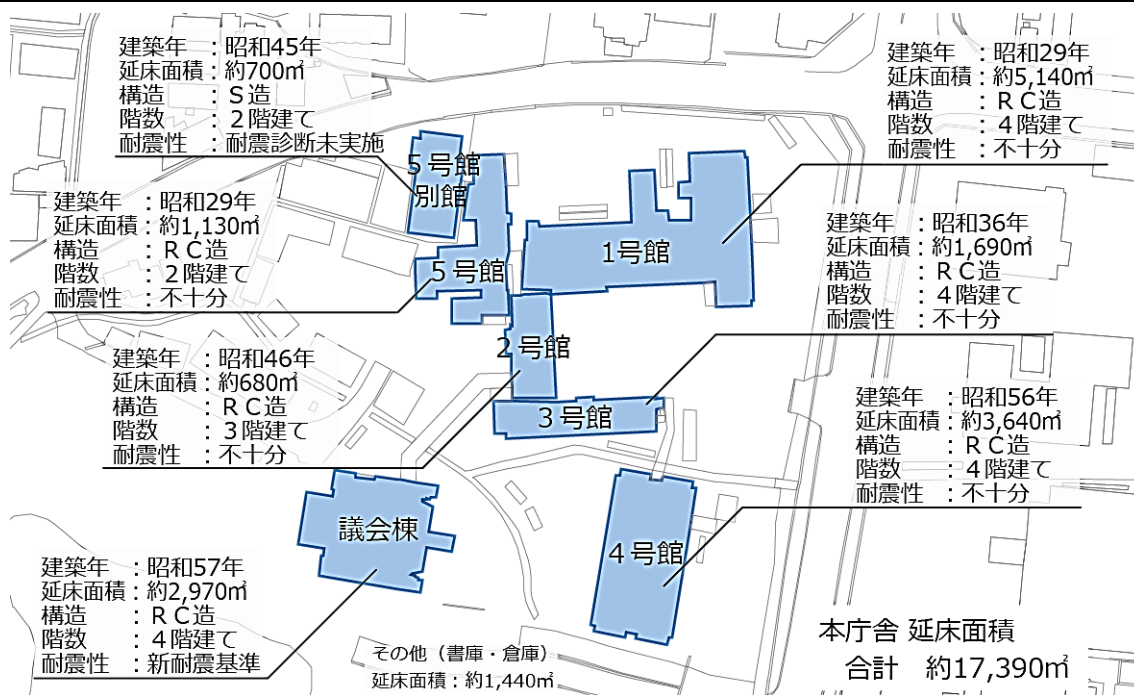 建築年 ：昭和45年
延床面積：約700㎡
構造 ：Ｓ造
階数 ：２階建て
耐震性 ：耐震診断未実施
建築年 ：昭和29年
延床面積：約5,140㎡
構造 ：ＲＣ造
階数 ：４階建て
耐震性 ：不十分
５号館
別館
建築年 ：昭和29年
延床面積：約1,130㎡
構造 ：ＲＣ造
階数 ：２階建て
耐震性 ：不十分
５号館
1号館
建築年 ：昭和36年
延床面積：約1,690㎡
構造 ：ＲＣ造
階数 ：４階建て
耐震性 ：不十分
建築年 ：昭和46年
延床面積：約680㎡
構造 ：ＲＣ造
階数 ：３階建て
耐震性 ：不十分
２号館
３号館
建築年 ：昭和56年
延床面積：約3,640㎡
構造 ：ＲＣ造
階数 ：４階建て
耐震性 ：不十分
議会棟
４号館
建築年 ：昭和57年
延床面積：約2,970㎡
構造 ：ＲＣ造
階数 ：４階建て
耐震性 ：新耐震基準
その他（書庫・倉庫）
延床面積：約1,440㎡
本庁舎 延床面積
合計 約17,390㎡